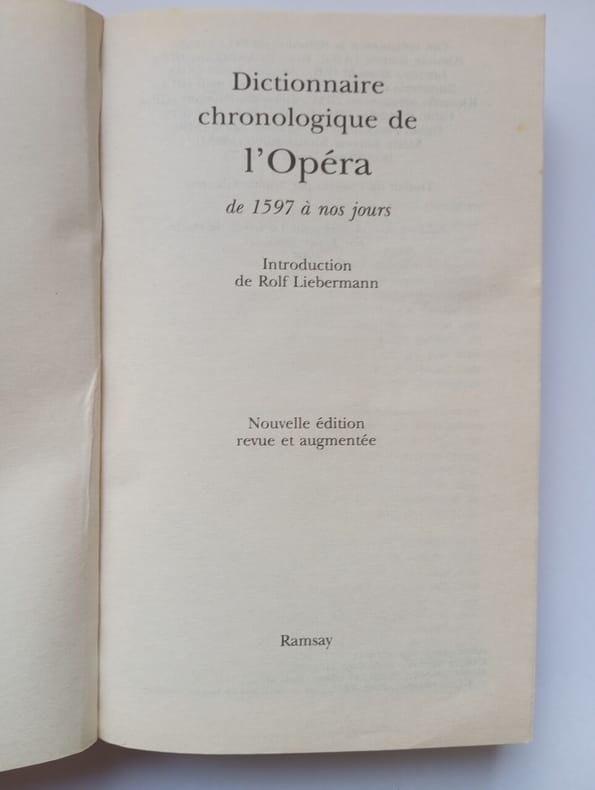 Dictionnaire
chronologique de
l'Opéra
de 1597 à nos jours
Introduction
de Rolf Liebermann
Nouvelle édition
revue et augmentée
Ramsay